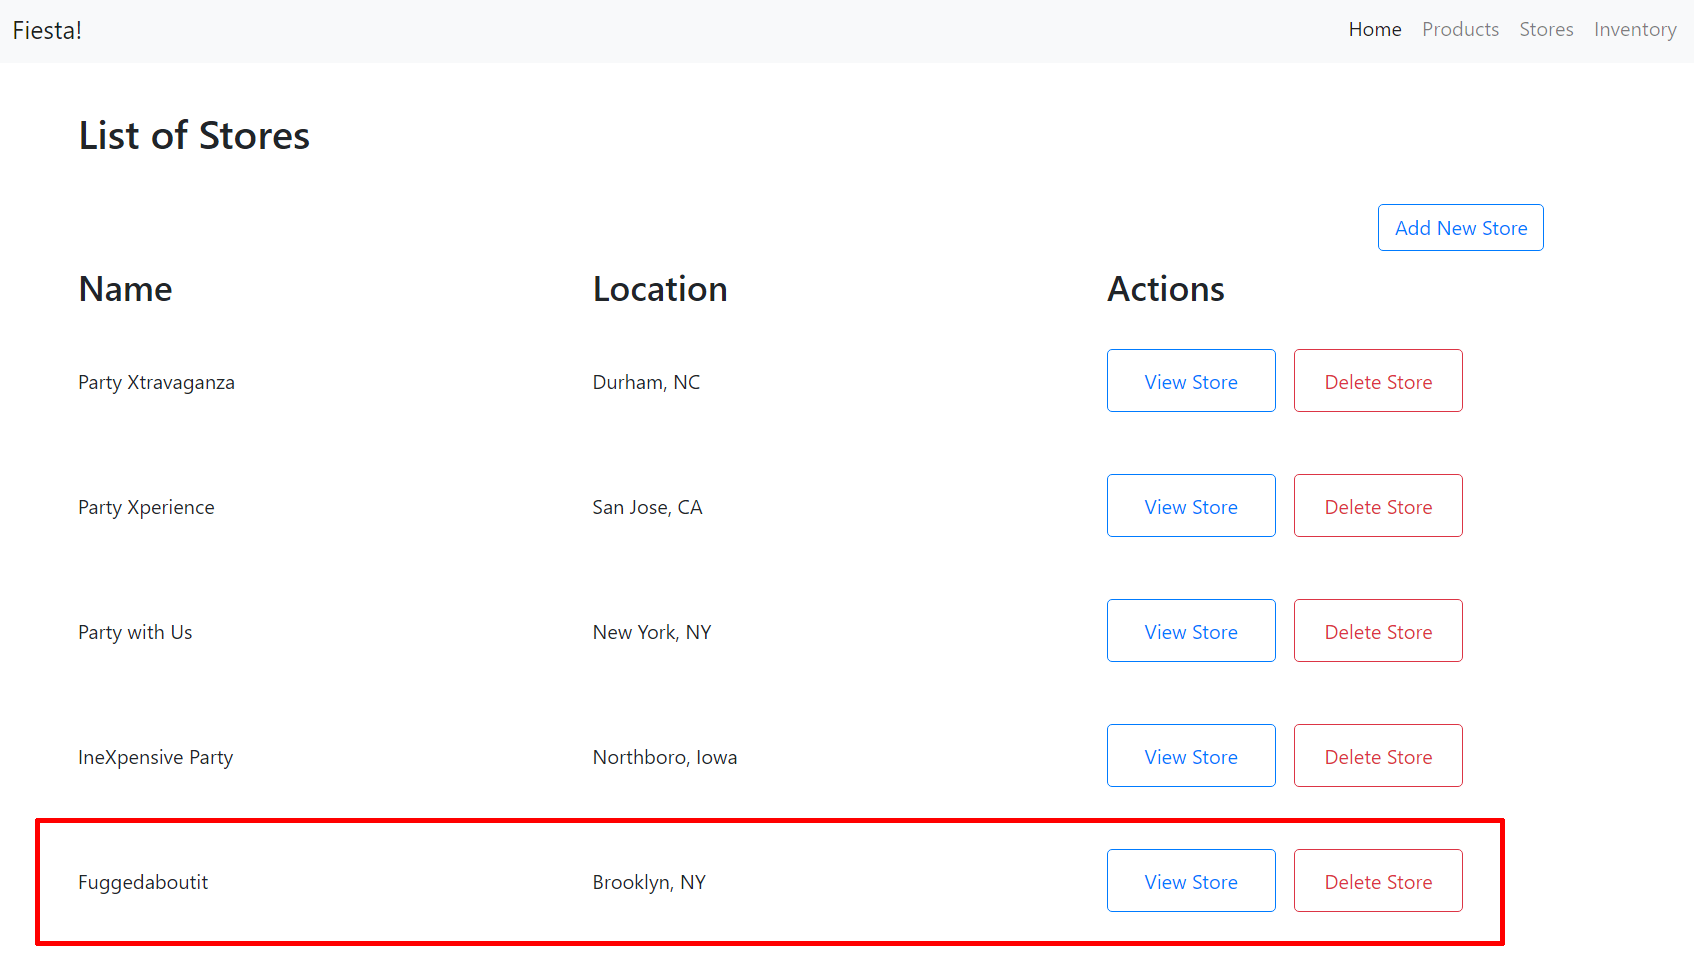 Fiesta! Home Products Stores Inventory
List of Stores
Add New Store
Name Location Actions
Party Xtravaganza Durham, NC View Store Delete Store
Party Xperience San Jose, CA View Store Delete Store
Party with Us New York, NY View Store Delete Store
IneXpensive Party Northboro, Iowa View Store Delete Store
Fuggedaboutit Brooklyn, NY View Store Delete Store